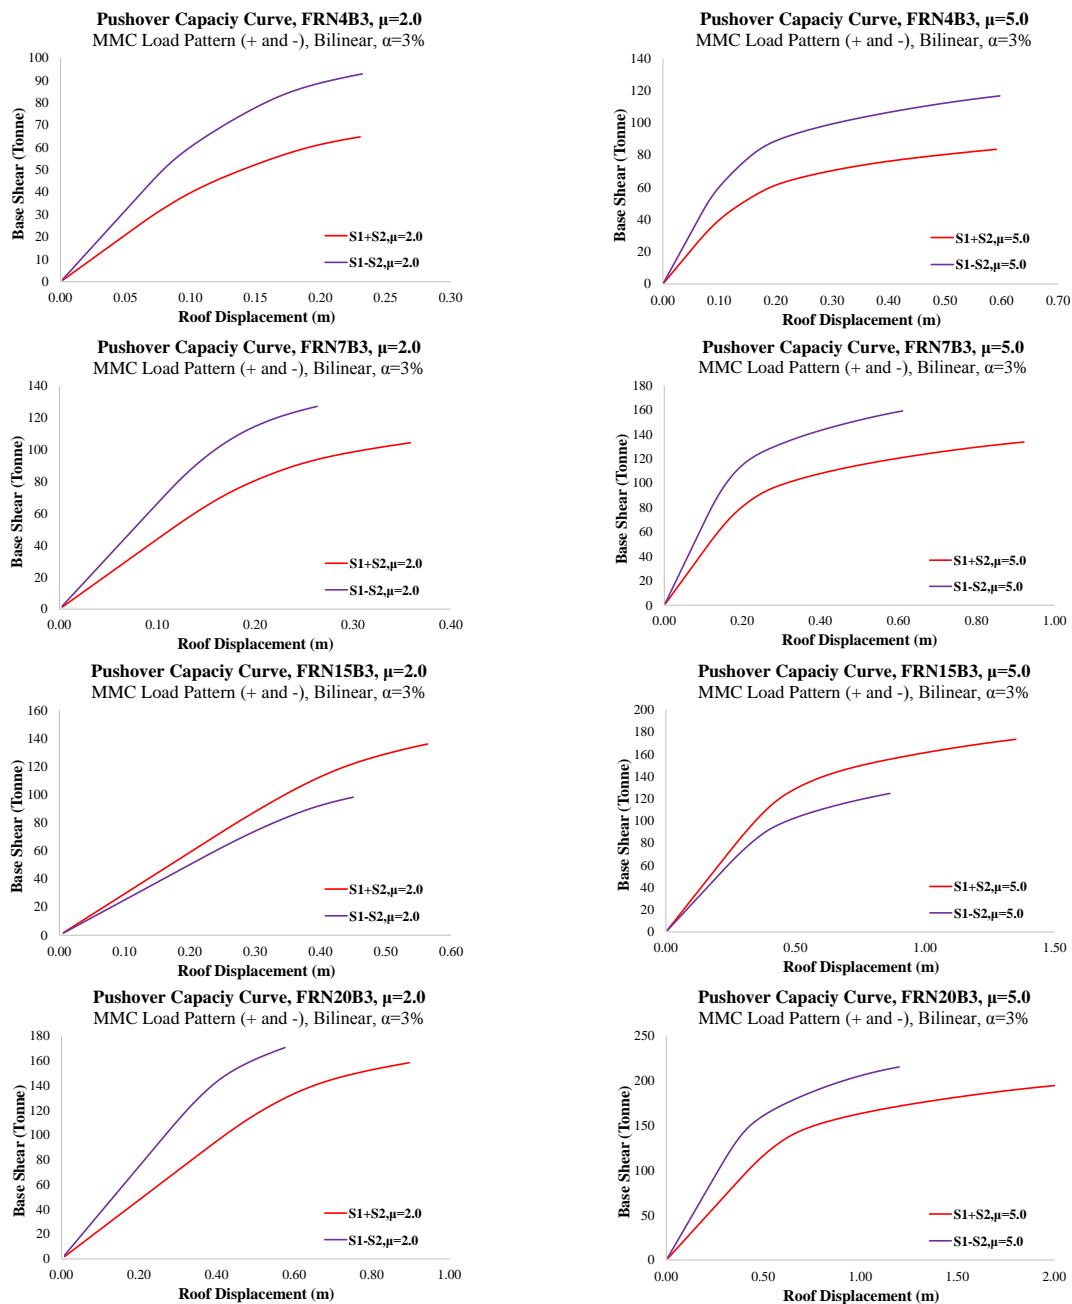 Pushover Capaciy Curve, FRN4B3, μ=2.0
MMC Load Pattern (+ and -), Bilinear, α=3%
100
90
80
70
60
50
40
30
20
10
0
Base Shear (Tonne)
S1+S2,μ=2.0
S1-S2,μ=2.0
0.00 0.05 0.10 0.15 0.20 0.25 0.30
Roof Displacement (m)
Pushover Capaciy Curve, FRN4B3, μ=5.0
MMC Load Pattern (+ and -), Bilinear, α=3%
140
120
100
80
60
40
20
0
Base Shear (Tonne)
S1+S2,μ=5.0
S1-S2,μ=5.0
0.00 0.10 0.20 0.30 0.40 0.50 0.60 0.70
Roof Displacement (m)
Pushover Capaciy Curve, FRN7B3, μ=2.0
MMC Load Pattern (+ and -), Bilinear, α=3%
140
120
100
80
60
40
20
0
Base Shear (Tonne)
S1+S2,μ=2.0
S1-S2,μ=2.0
0.00 0.10 0.20 0.30 0.40
Roof Displacement (m)
Pushover Capaciy Curve, FRN7B3, μ=5.0
MMC Load Pattern (+ and -), Bilinear, α=3%
180
160
140
120
100
80
60
40
20
0
Base Shear (Tonne)
S1+S2,μ=5.0
S1-S2,μ=5.0
0.00 0.20 0.40 0.60 0.80 1.00
Roof Displacement (m)
Pushover Capaciy Curve, FRN15B3, μ=2.0
MMC Load Pattern (+ and -), Bilinear, α=3%
160
140
120
100
80
60
40
20
0
Base Shear (Tonne)
S1+S2,μ=2.0
S1-S2,μ=2.0
0.00 0.10 0.20 0.30 0.40 0.50 0.60
Roof Displacement (m)
Pushover Capaciy Curve, FRN15B3, μ=5.0
MMC Load Pattern (+ and -), Bilinear, α=3%
200
180
160
140
120
100
80
60
40
20
0
Base Shear (Tonne)
S1+S2,μ=5.0
S1-S2,μ=5.0
0.00 0.50 1.00 1.50
Roof Displacement (m)
Pushover Capaciy Curve, FRN20B3, μ=2.0
MMC Load Pattern (+ and -), Bilinear, α=3%
180
160
140
120
100
80
60
40
20
0
Base Shear (Tonne)
S1+S2,μ=2.0
S1-S2,μ=2.0
0.00 0.20 0.40 0.60 0.80 1.00
Roof Displacement (m)
Pushover Capaciy Curve, FRN20B3, μ=5.0
MMC Load Pattern (+ and -), Bilinear, α=3%
250
200
150
100
50
0
Base Shear (Tonne)
S1+S2,μ=5.0
S1-S2,μ=5.0
0.00 0.50 1.00 1.50 2.00
Roof Displacement (m)